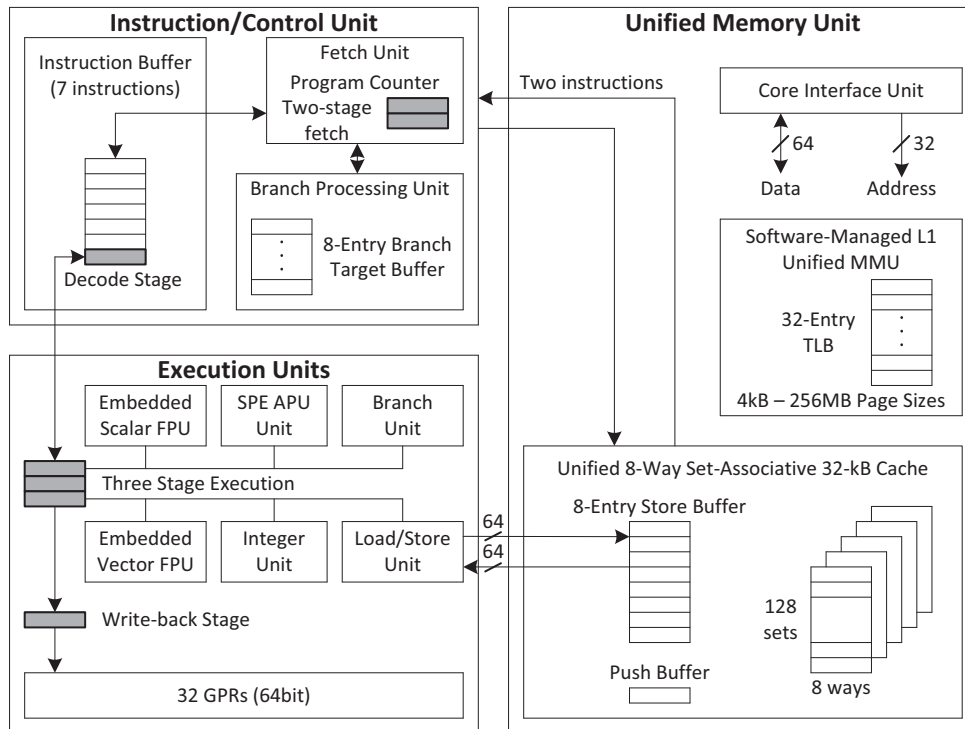 Instruction/Control Unit
Instruction Buffer
(7 instructions)
Decode Stage
Fetch Unit
Program Counter
Two-stage
fetch
Branch Processing Unit
8-Entry Branch
Target Buffer
Two instructions
Unified Memory Unit
Core Interface Unit
64
32
Data
Address
Software-Managed L1
Unified MMU
32-Entry
TLB
4kB – 256MB Page Sizes
Execution Units
Embedded
Scalar FPU
SPE APU
Unit
Branch
Unit
Three Stage Execution
Embedded
Vector FPU
Integer
Unit
Load/Store
Unit
64
64
Write-back Stage
32 GPRs (64bit)
Unified 8-Way Set-Associative 32-kB Cache
8-Entry Store Buffer
Push Buffer
128
sets
8 ways